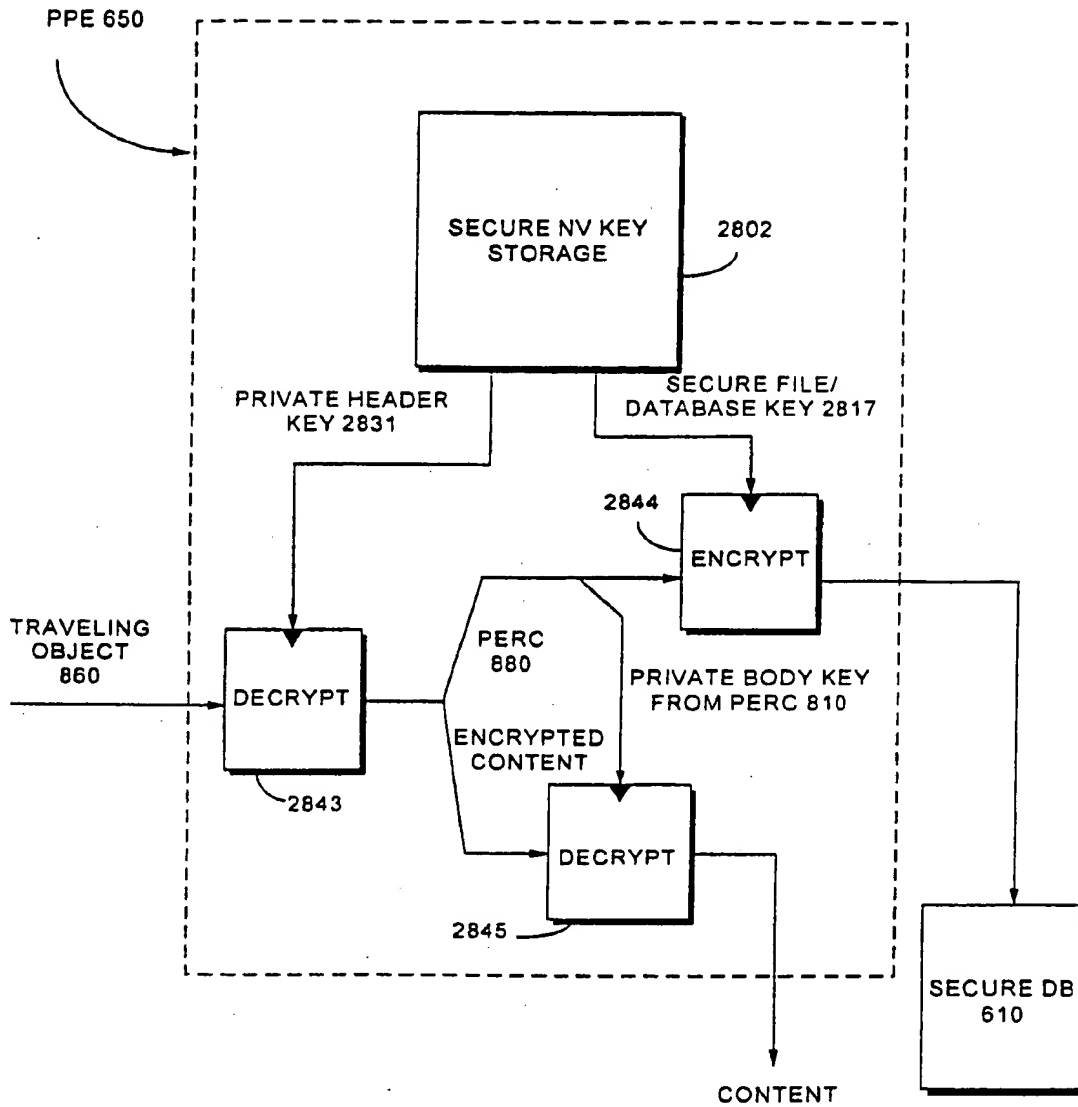 PPE 650
SECURE NV KEY
STORAGE
2802
PRIVATE HEADER
KEY 2831
SECURE FILE/
DATABASE KEY 2817
2844
ENCRYPT
TRAVELING
OBJECT
860
DECRYPT
2843
PERC
880
PRIVATE BODY KEY
FROM PERC 810
ENCRYPTED
CONTENT
DECRYPT
2845
SECURE DB
610
CONTENT